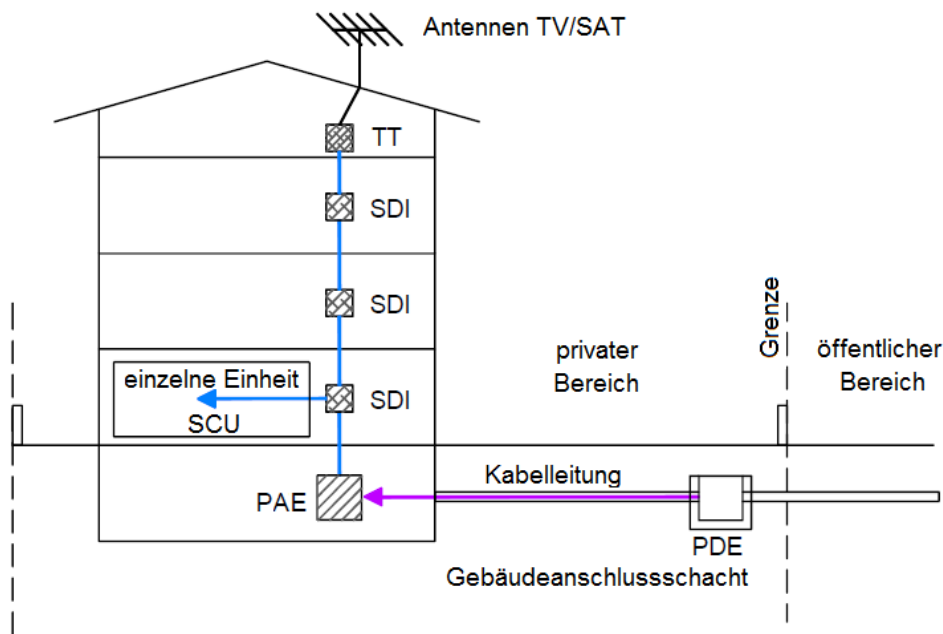 Antennen TV/SAT
TT
SDI
SDI
Grenze
privater
Bereich
öffentlicher
Bereich
einzelne Einheit
SCU
SDI
Kabelleitung
PAE
PDE
Gebäudeanschlussschacht